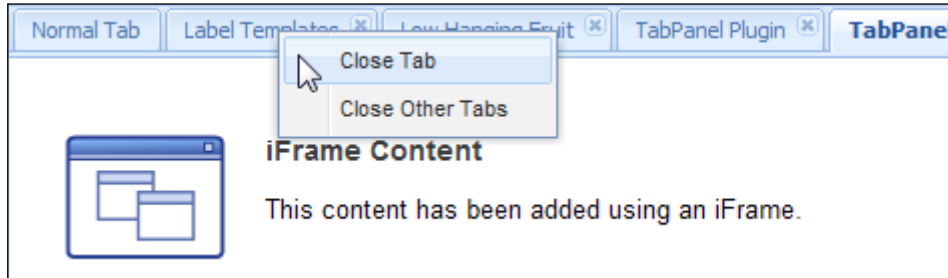 Normal Tab Label Templates Low Hanging Fruit TabPanel Plugin TabPane
Close Tab
Close Other Tabs
iFrame Content
This content has been added using an iFrame.